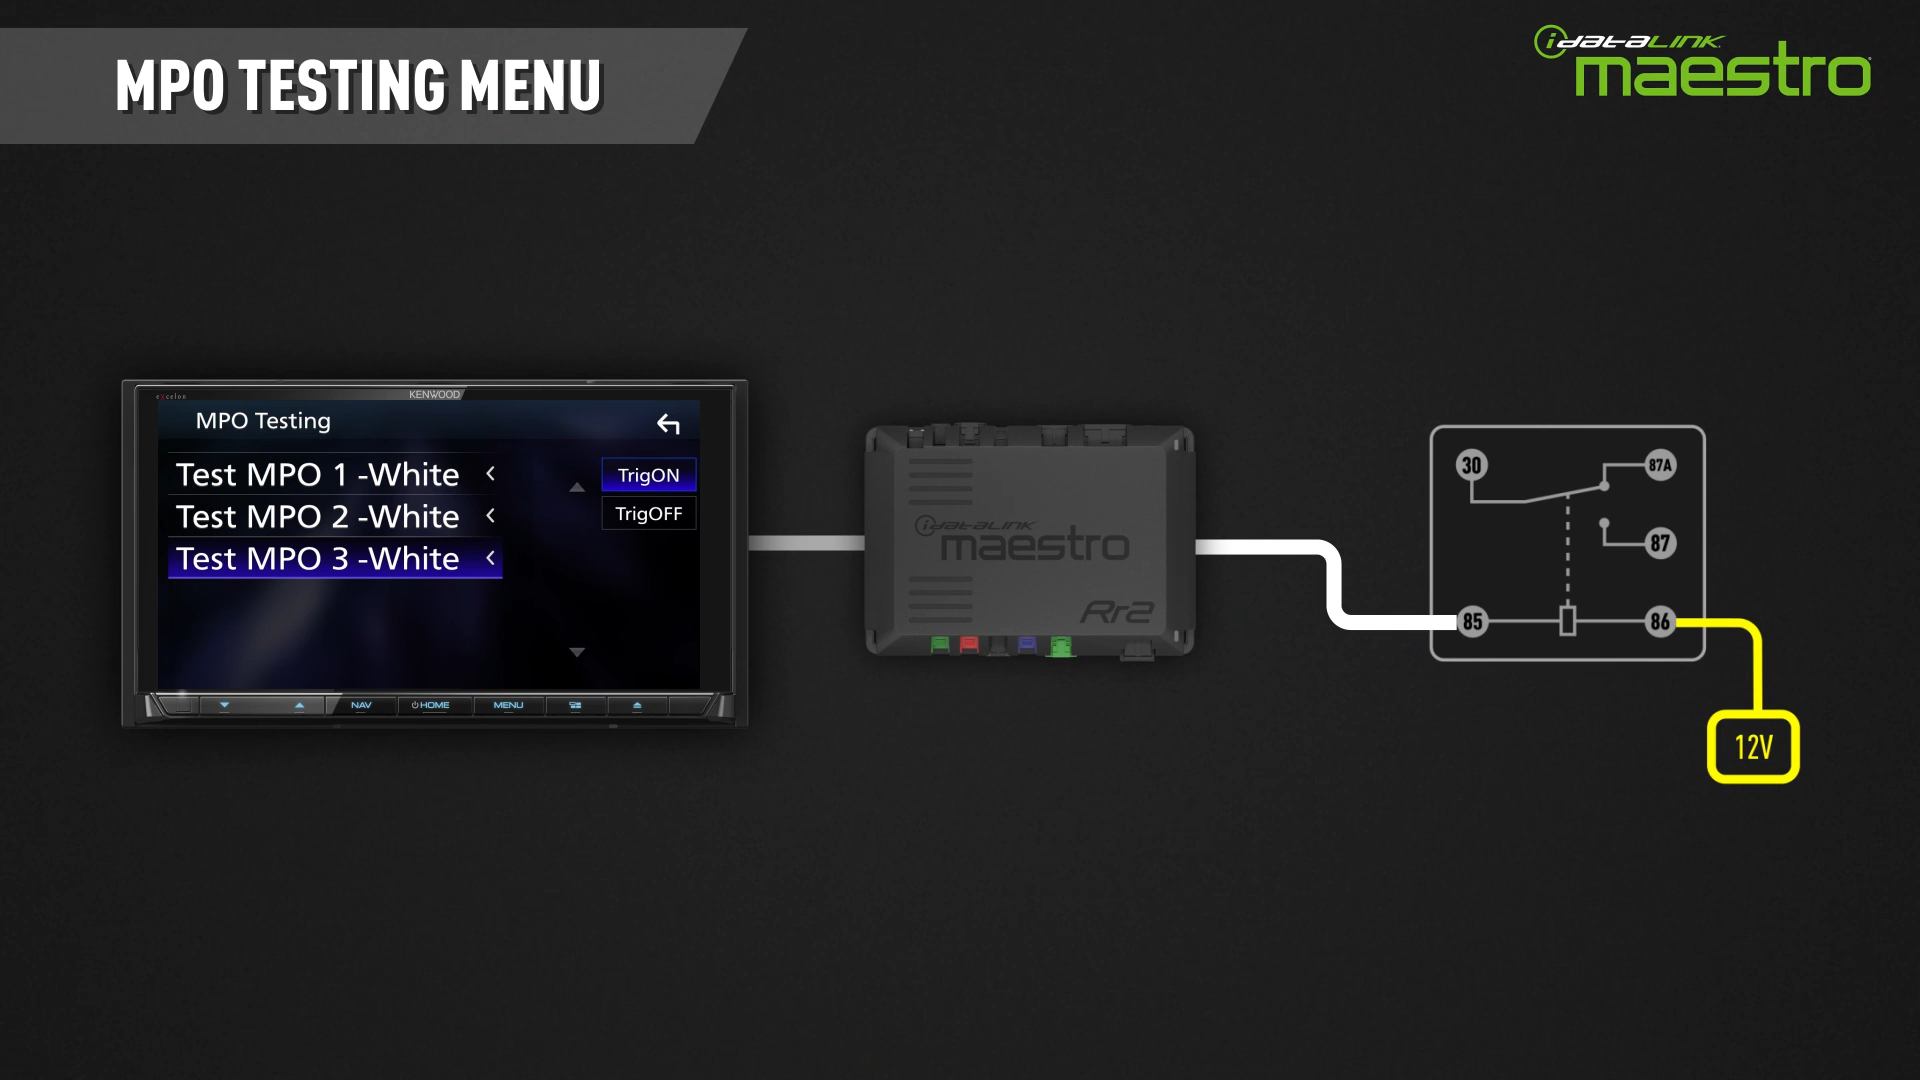 MPO TESTING MENU
iDataLink
maestro
excelon
KENWOOD
MPO Testing
Test MPO 1 -White
TrigON
Test MPO 2 -White
TrigOFF
Test MPO 3 -White
NAV
HOME
MENU
iDataLink
maestro
Rr2
30
87A
87
85
86
12V